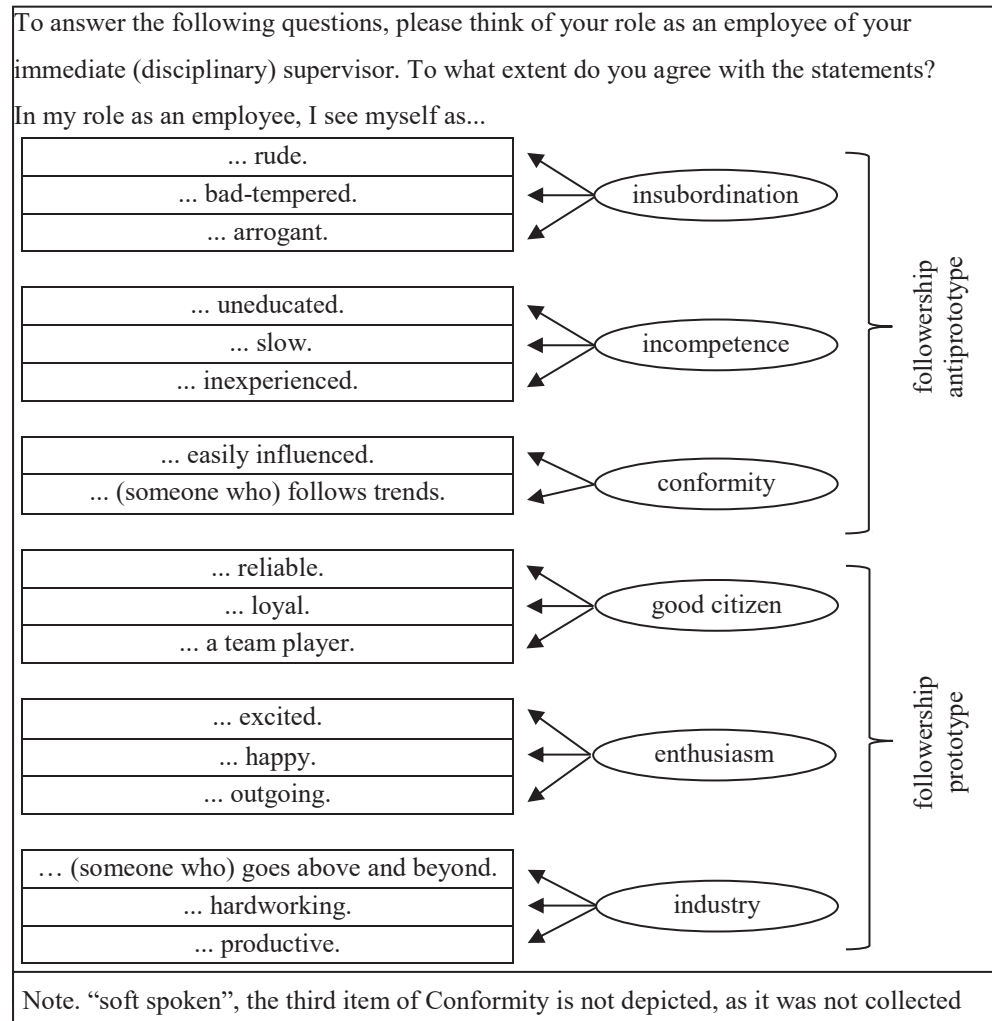 To answer the following questions, please think of your role as an employee of your
immediate (disciplinary) supervisor. To what extent do you agree with the statements?
In my role as an employee, I see myself as...
... rude.
... bad-tempered.
... arrogant.
insubordination
... uneducated.
... slow.
... inexperienced.
incompetence
... easily influenced.
... (someone who) follows trends.
conformity
followership
antiprototype
... reliable.
... loyal.
... a team player.
good citizen
... excited.
... happy.
... outgoing.
enthusiasm
… (someone who) goes above and beyond.
... hardworking.
... productive.
industry
followership
prototype
Note. “soft spoken”, the third item of Conformity is not depicted, as it was not collected